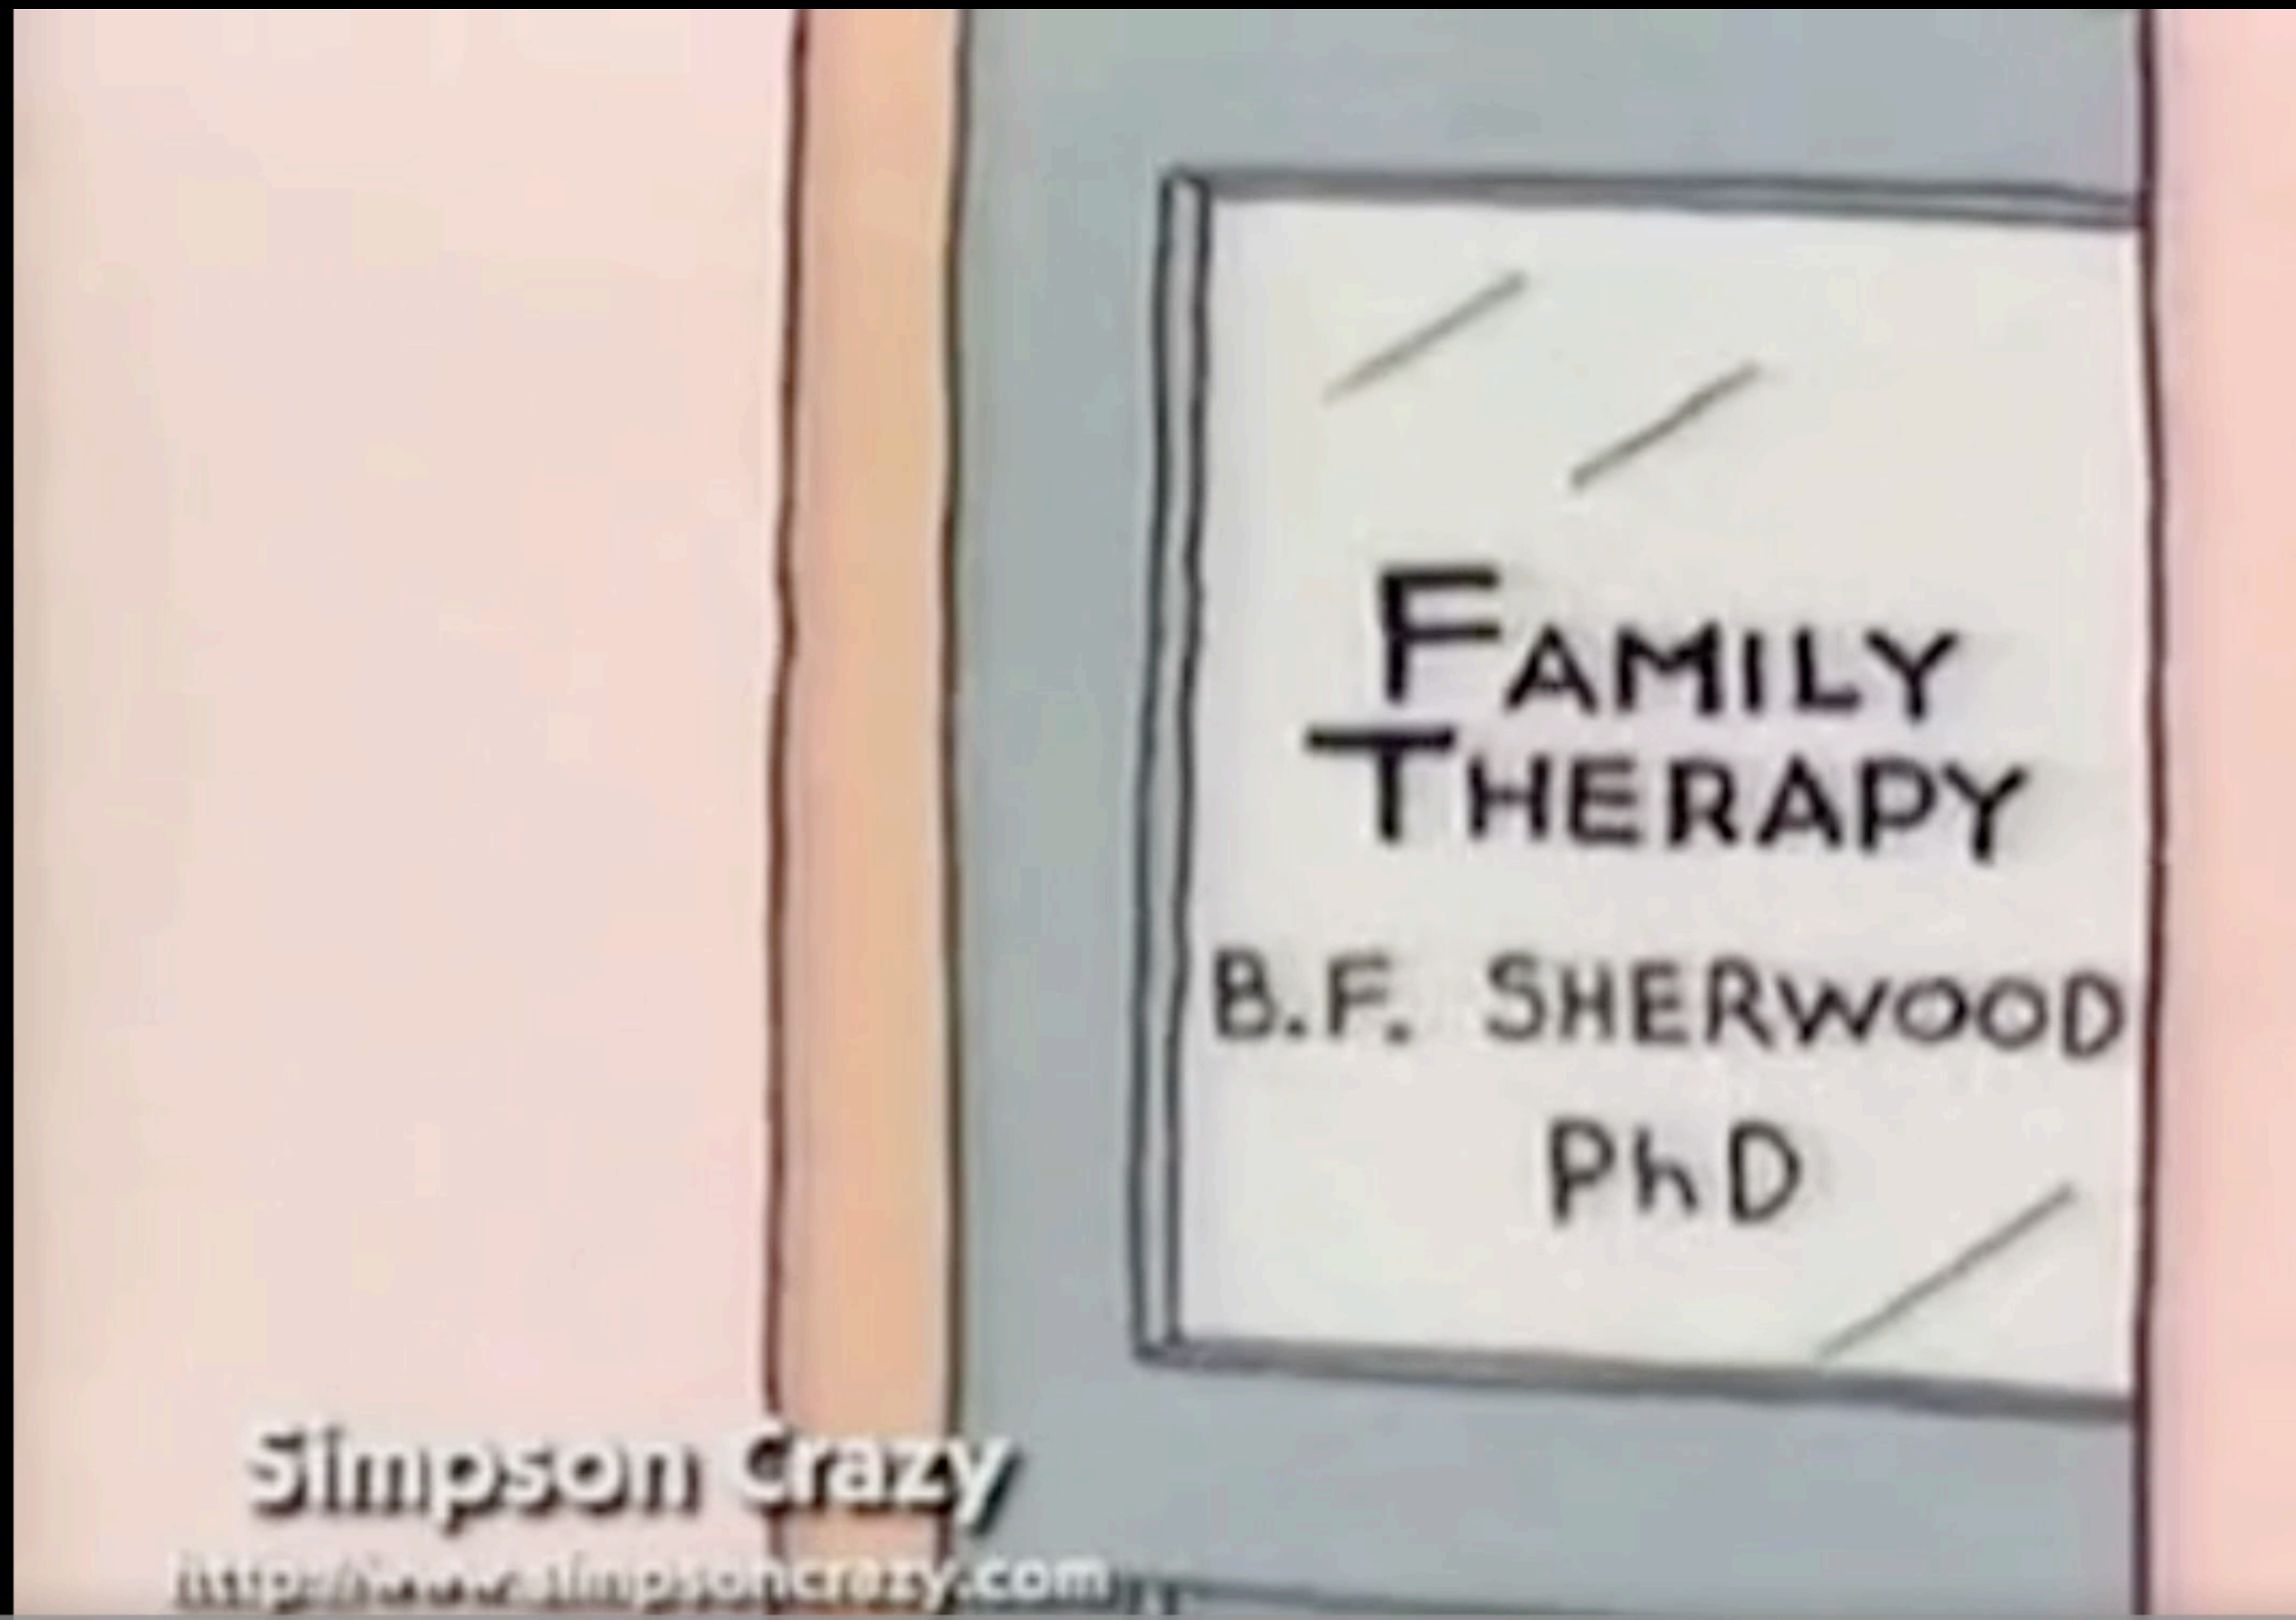 FAMILY
THERAPY
B.F. SHERWOOD
PhD
Simpson Crazy
http://www.simpsoncrazy.com